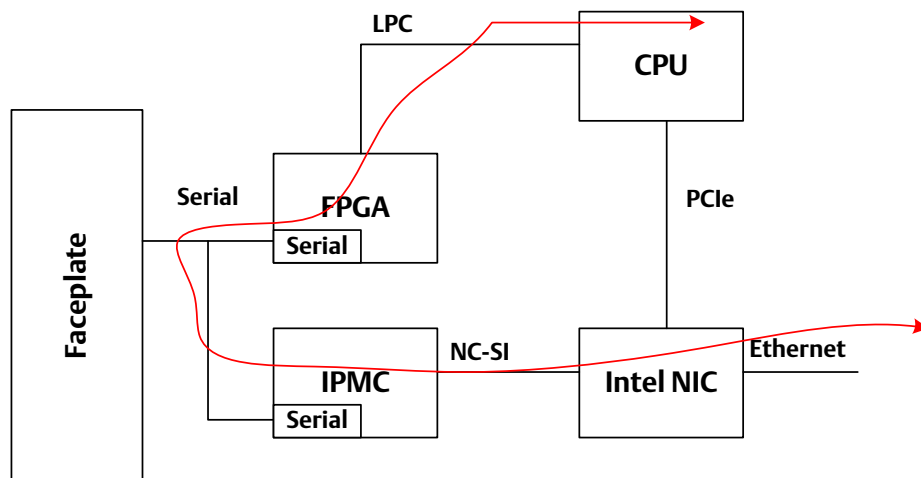 LPC
CPU
Serial
FPGA
Serial
PCIe
Faceplate
NC-SI
Ethernet
IPMC
Intel NIC
Serial